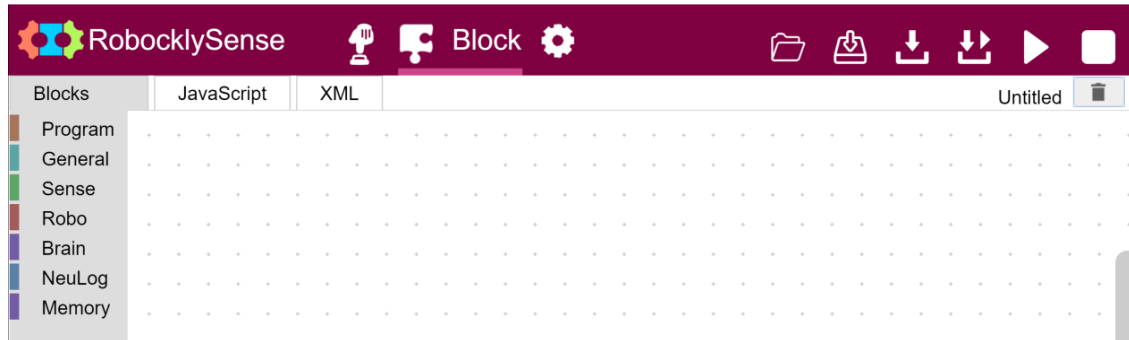 RobocklySense Block
Blocks JavaScript XML Untitled
Program
General
Sense
Robo
Brain
NeuLog
Memory